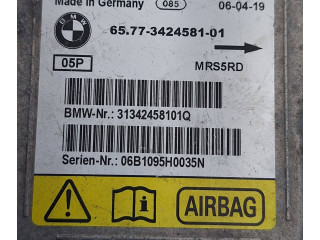 Made in Germany 085 06-04-19
BMW
65.77-3424581-01
05P MRS5RD
BMW-Nr.: 31342458101Q
Serien-Nr.: 06B1095H0035N
AIRBAG